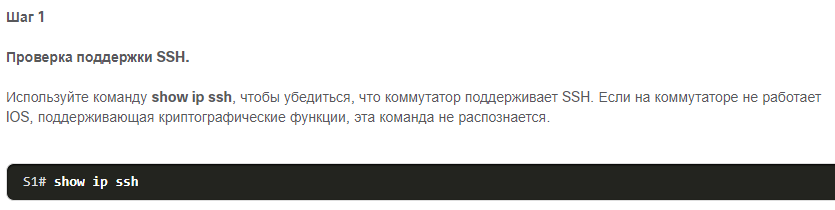 Шаг 1
Проверка поддержки SSH.
Используйте команду show ip ssh, чтобы убедиться, что коммутатор поддерживает SSH. Если на коммутаторе не работает
IOS, поддерживающая криптографические функции, эта команда не распознается.
S1# show ip ssh